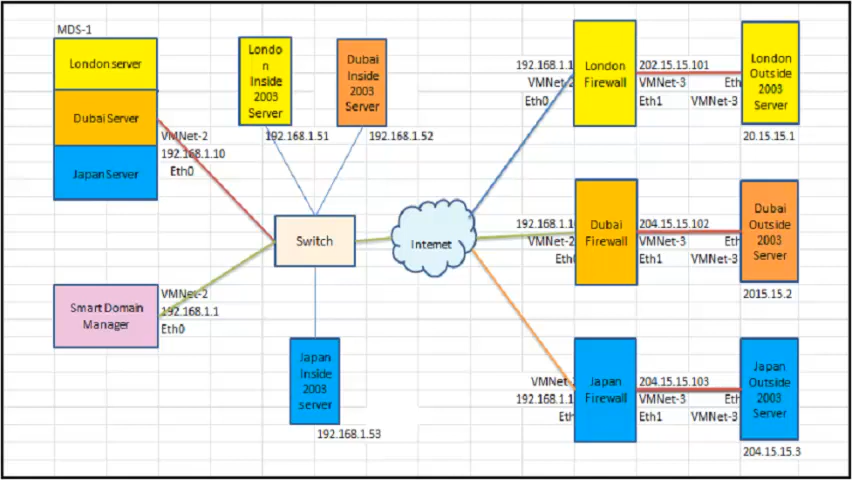 MDS-1
London server
Dubai Server
Japan Server
VMNet-2
192.168.1.10
Eth0
Londo
n
Inside
2003
Server
192.168.1.51
Dubai
Inside
2003
Server
192.168.1.52
Switch
Internet
Smart Domain
Manager
VMNet-2
192.168.1.1
Eth0
Japan
Inside
2003
server
192.168.1.53
192.168.1.1
VMNet-2
Eth0
London
Firewall
202.15.15.101
VMNet-3
Eth
Eth1
VMNet-3
London
Outside
2003
Server
20.15.15.1
192.168.1.1
VMNet-2
Eth
Dubai
Firewall
204.15.15.102
VMNet-3
Eth
Eth1
VMNet-3
Dubai
Outside
2003
Server
2015.15.2
VMNet-
192.168.1.1
Eth
Japan
Firewall
204.15.15.103
VMNet-3
Eth
Eth1
VMNet-3
Japan
Outside
2003
Server
204.15.15.3